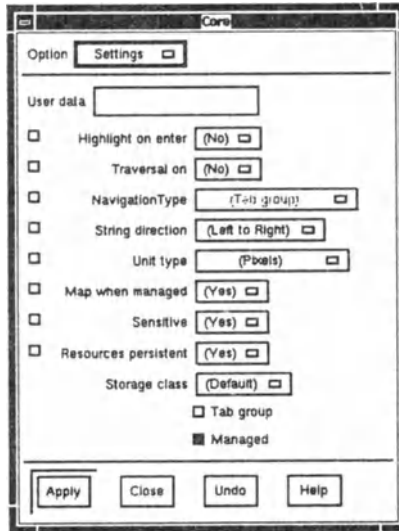 Core
Option Settings
User data
Highlight on enter (No)
Traversal on (No)
NavigationType (Tab group)
String direction (Left to Right)
Unit type (Pixels)
Map when managed (Yes)
Sensitive (Yes)
Resources persistent (Yes)
Storage class (Default)
Tab group
Managed
Apply Close Undo Help